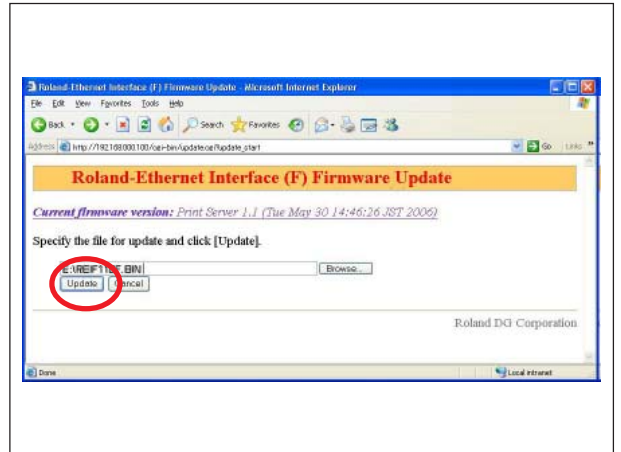 Roland-Ethernet Interface (F) Firmware Update - Microsoft Internet Explorer
File Edit View Favorites Tools Help
Back Search Favorites
Address Go Links »
Roland-Ethernet Interface (F) Firmware Update
Current firmware version: Print Server 1.1 (Tue May 30 14:46:26 JST 2006)
Specify the file for update and click [Update].
Browse...
Update Cancel
Roland DG Corporation
Done Local intranet